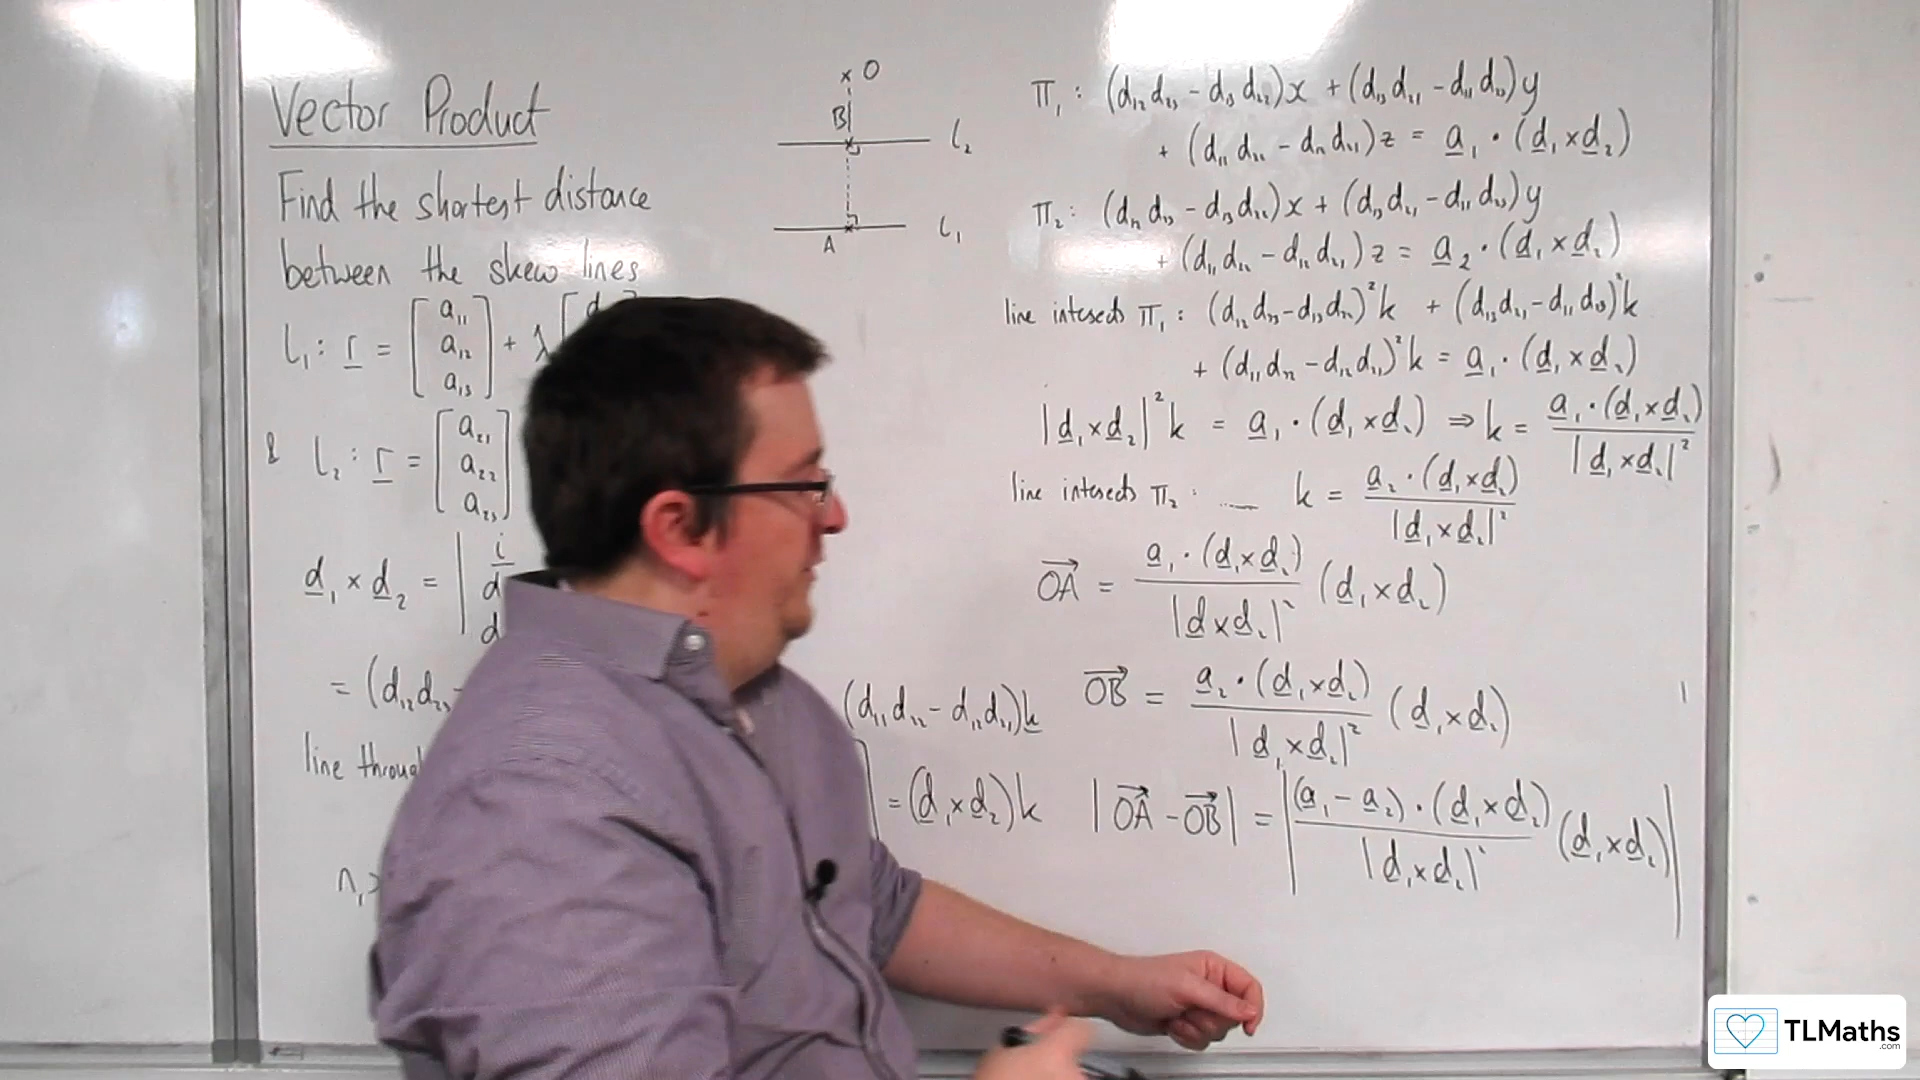 Vector Product
Find the shortest distance
between the skew lines
l₁ : r = [a₁₁ a₁₂ a₁₃] + λ [d
& l₂ : r = [a₂₁ a₂₂ a₂₃]
d₁ × d₂ = | i d d
= (d₁₂d₂₃ -
(d₁₁d₂₂ - d₁₂d₂₁)k
line throug
= (d₁ × d₂)k
× O
B
l₂
l₁
A
Π₁ : (d₁₂d₂₃ - d₁₃d₂₂)x + (d₁₃d₂₁ - d₁₁d₂₃)y
+ (d₁₁d₂₂ - d₁₂d₂₁)z = a₁ · (d₁ × d₂)
Π₂ : (d₁₂d₂₃ - d₁₃d₂₂)x + (d₁₃d₂₁ - d₁₁d₂₃)y
+ (d₁₁d₂₂ - d₁₂d₂₁)z = a₂ · (d₁ × d₂)
line intersects Π₁ : (d₁₂d₂₃ - d₁₃d₂₂)²k + (d₁₃d₂₁ - d₁₁d₂₃)²k
+ (d₁₁d₂₂ - d₁₂d₂₁)²k = a₁ · (d₁ × d₂)
|d₁ × d₂|² k = a₁ · (d₁ × d₂) ⇒ k = a₁ · (d₁ × d₂) / |d₁ × d₂|²
line intersects Π₂ : ... k = a₂ · (d₁ × d₂) / |d₁ × d₂|²
OA = a₁ · (d₁ × d₂) / |d × d₂|² (d₁ × d₂)
OB = a₂ · (d₁ × d₂) / |d₁ × d₂|² (d₁ × d₂)
|OA - OB| = |(a₁ - a₂) · (d₁ × d₂) / |d₁ × d₂|² (d₁ × d₂)|
TLMaths
.com